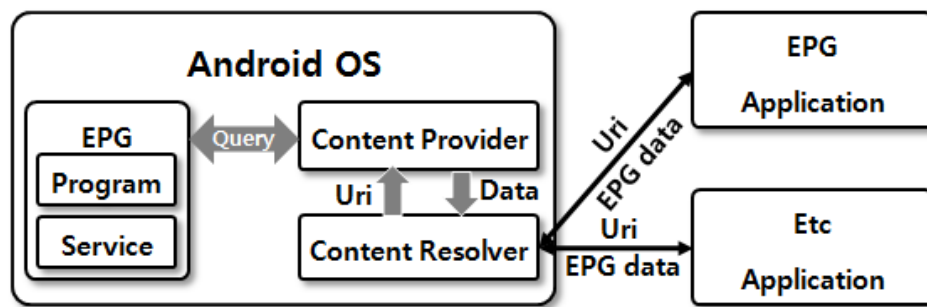 Android OS
EPG
Program
Service
Query
Content Provider
Uri
Data
Content Resolver
Uri
EPG data
Uri
EPG data
EPG
Application
Etc
Application